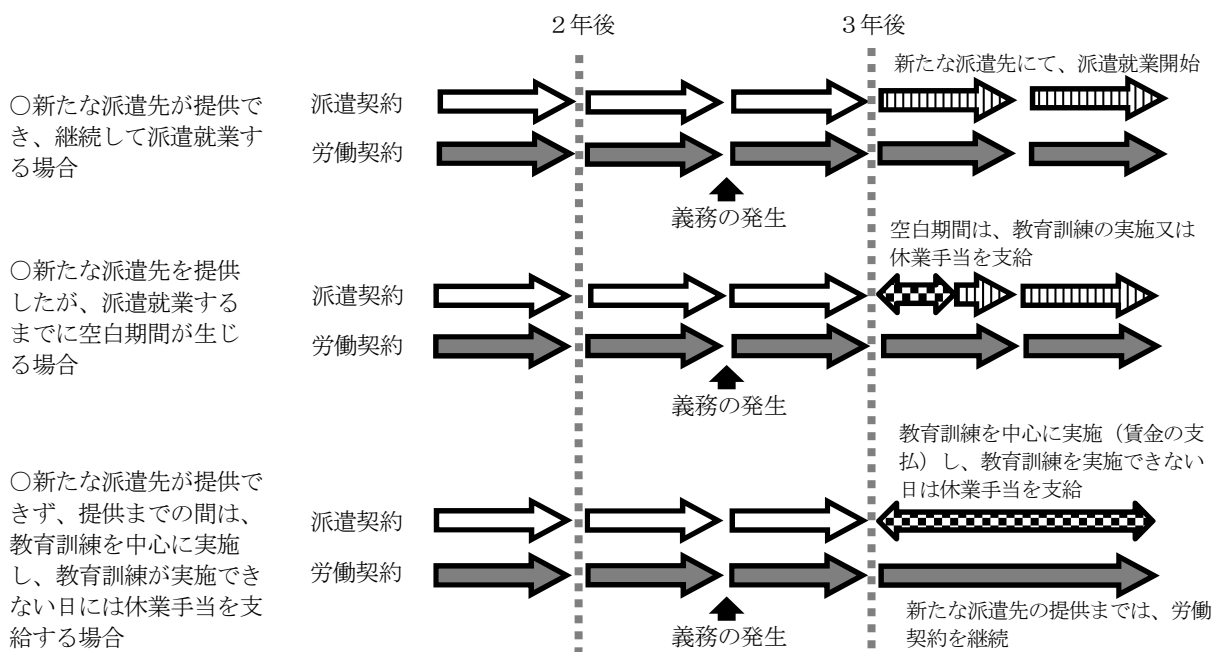 ２年後
３年後
○新たな派遣先が提供で
き、継続して派遣就業す
る場合
派遣契約
労働契約
新たな派遣先にて、派遣就業開始
義務の発生
○新たな派遣先を提供
したが、派遣就業する
までに空白期間が生じ
る場合
派遣契約
労働契約
空白期間は、教育訓練の実施又は
休業手当を支給
義務の発生
○新たな派遣先が提供で
きず、提供までの間は、
教育訓練を中心に実施
し、教育訓練が実施でき
ない日には休業手当を支
給する場合
派遣契約
労働契約
教育訓練を中心に実施（賃金の支
払）し、教育訓練を実施できない
日は休業手当を支給
義務の発生
新たな派遣先の提供までは、労働
契約を継続